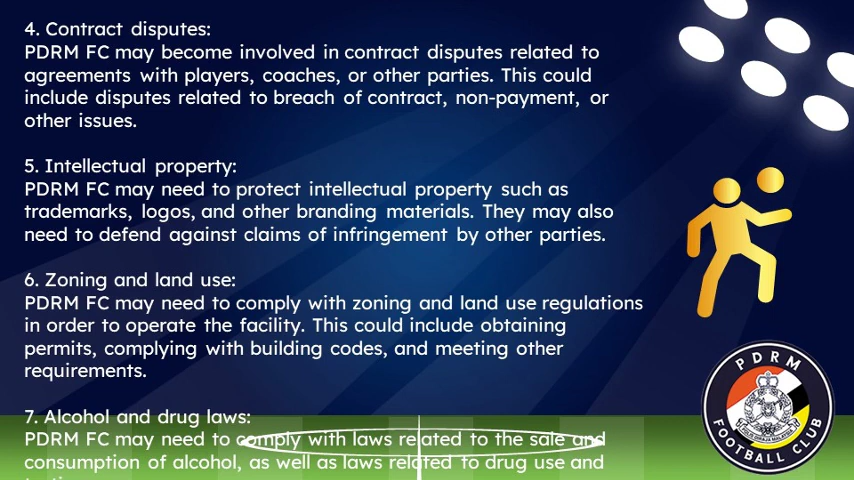 4. Contract disputes:
PDRM FC may become involved in contract disputes related to
agreements with players, coaches, or other parties. This could
include disputes related to breach of contract, non-payment, or
other issues.
5. Intellectual property:
PDRM FC may need to protect intellectual property such as
trademarks, logos, and other branding materials. They may also
need to defend against claims of infringement by other parties.
6. Zoning and land use:
PDRM FC may need to comply with zoning and land use regulations
in order to operate the facility. This could include obtaining
permits, complying with building codes, and meeting other
requirements.
7. Alcohol and drug laws:
PDRM FC may need to comply with laws related to the sale and
consumption of alcohol, as well as laws related to drug use and
PDRM
FOOTBALL CLUB